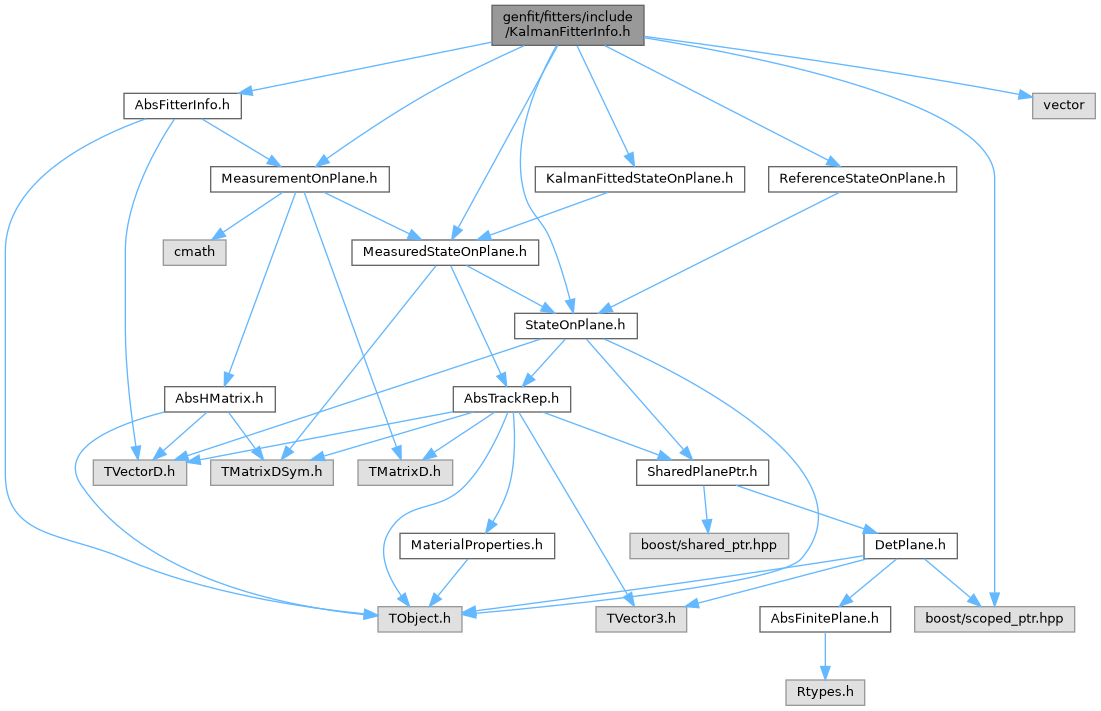 genfit/fitters/include
/KalmanFitterInfo.h
AbsFitterInfo.h
vector
MeasurementOnPlane.h
KalmanFittedStateOnPlane.h
ReferenceStateOnPlane.h
cmath
MeasuredStateOnPlane.h
StateOnPlane.h
AbsHMatrix.h
AbsTrackRep.h
TVectorD.h
TMatrixDSym.h
TMatrixD.h
SharedPlanePtr.h
MaterialProperties.h
boost/shared_ptr.hpp
DetPlane.h
TObject.h
TVector3.h
AbsFinitePlane.h
boost/scoped_ptr.hpp
Rtypes.h